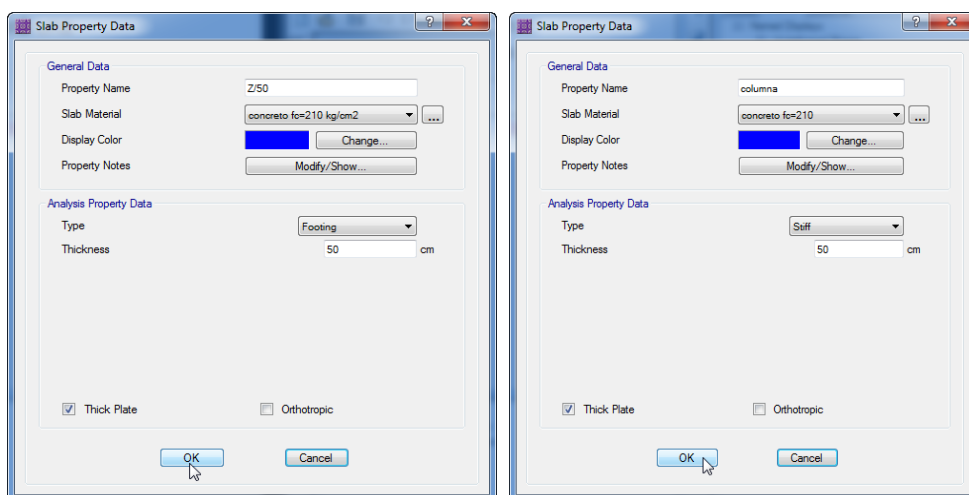 Slab Property Data
General Data
Property Name Z/50
Slab Material concreto fc=210 kg/cm2 ...
Display Color Change...
Property Notes Modify/Show...
Analysis Property Data
Type Footing
Thickness 50 cm
Thick Plate Orthotropic
OK Cancel
Slab Property Data
General Data
Property Name columna
Slab Material concreto fc=210 ...
Display Color Change...
Property Notes Modify/Show...
Analysis Property Data
Type Stiff
Thickness 50 cm
Thick Plate Orthotropic
OK Cancel